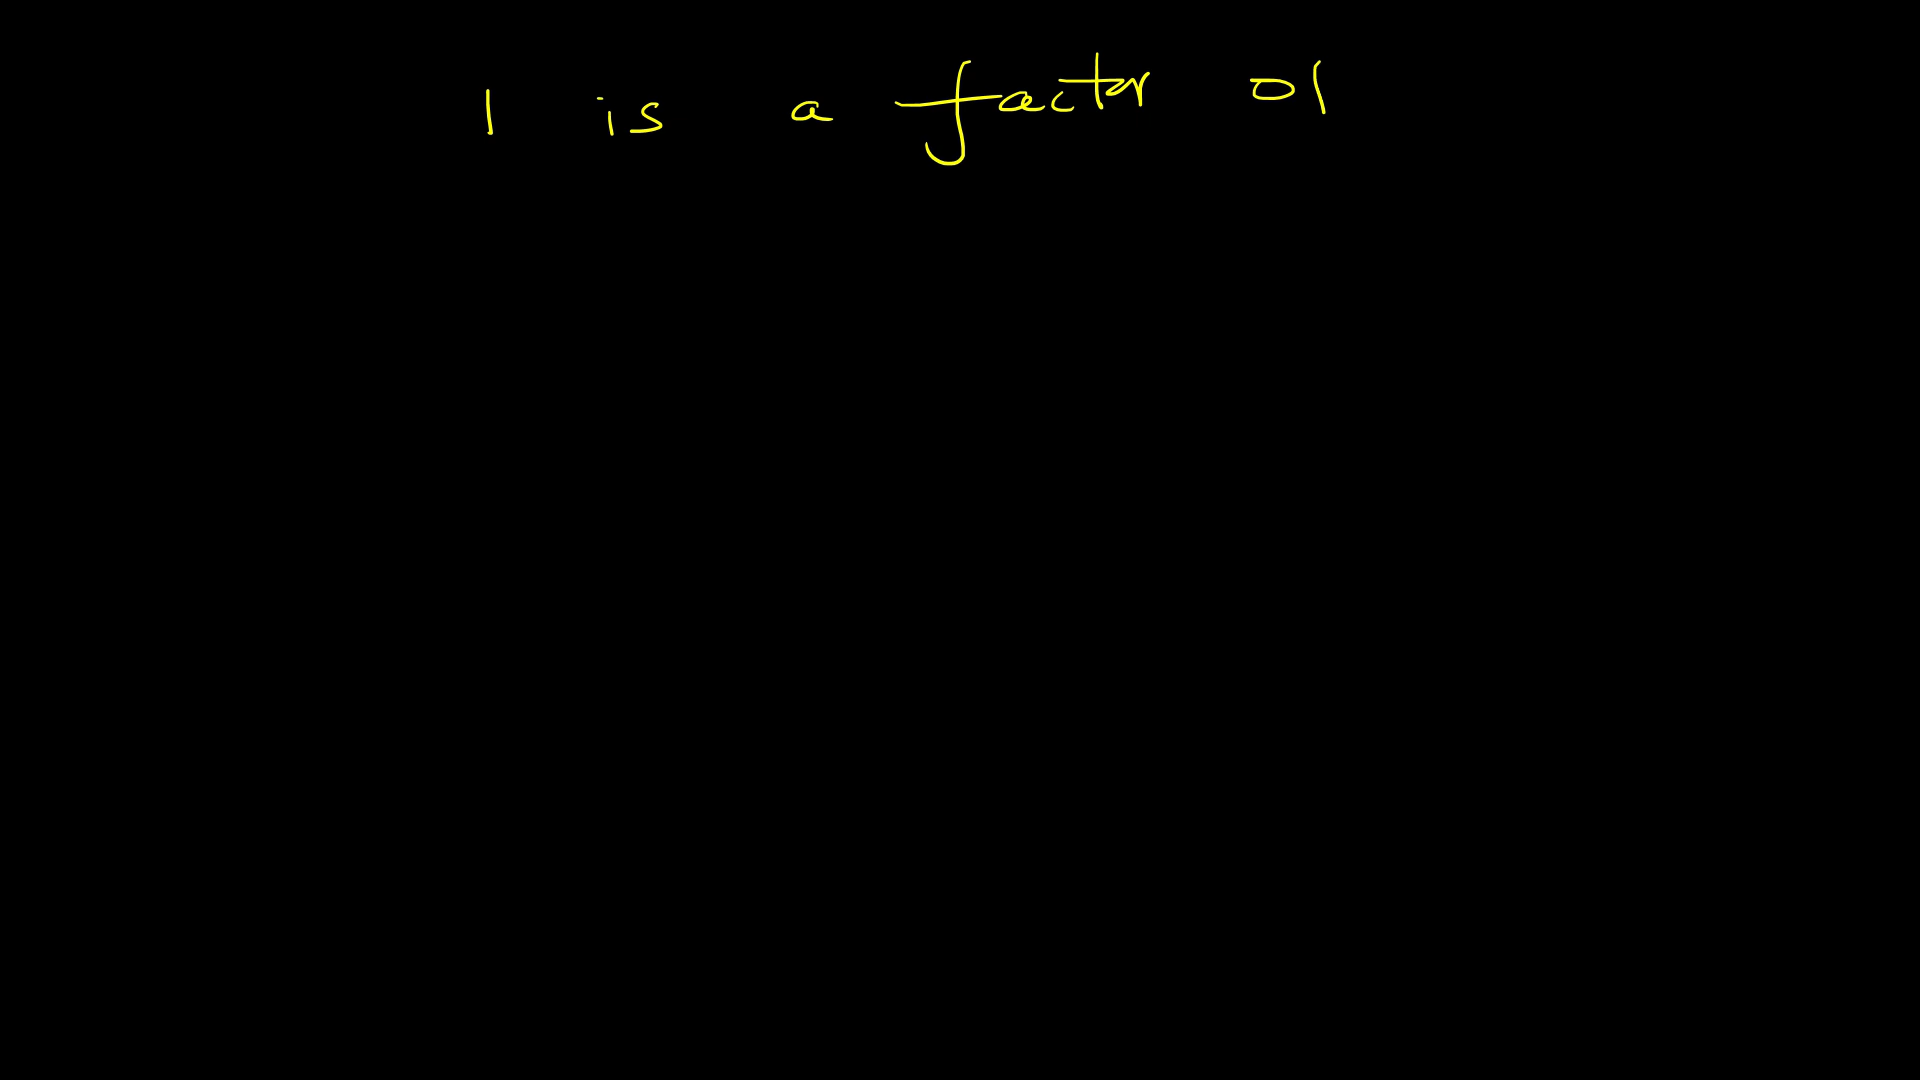 1 is a factor of